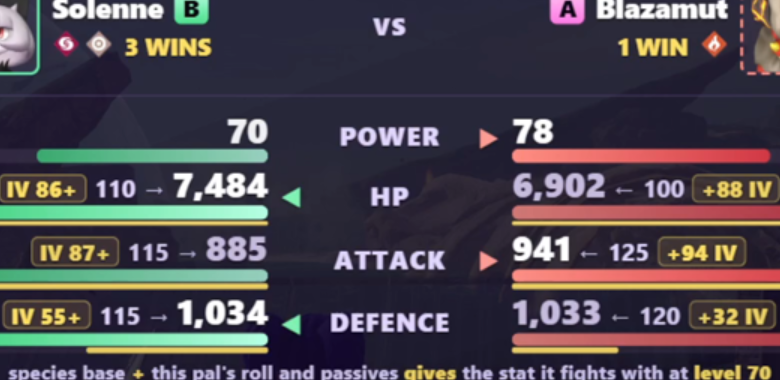 Solenne B VS A Blazamut
3 WINS 1 WIN
70 POWER 78
IV 86+ 110 → 7,484 HP 6,902 ← 100 +88 IV
IV 87+ 115 → 885 ATTACK 941 ← 125 +94 IV
IV 55+ 115 → 1,034 DEFENCE 1,033 ← 120 +32 IV
species base + this pal's roll and passives gives the stat it fights with at level 70